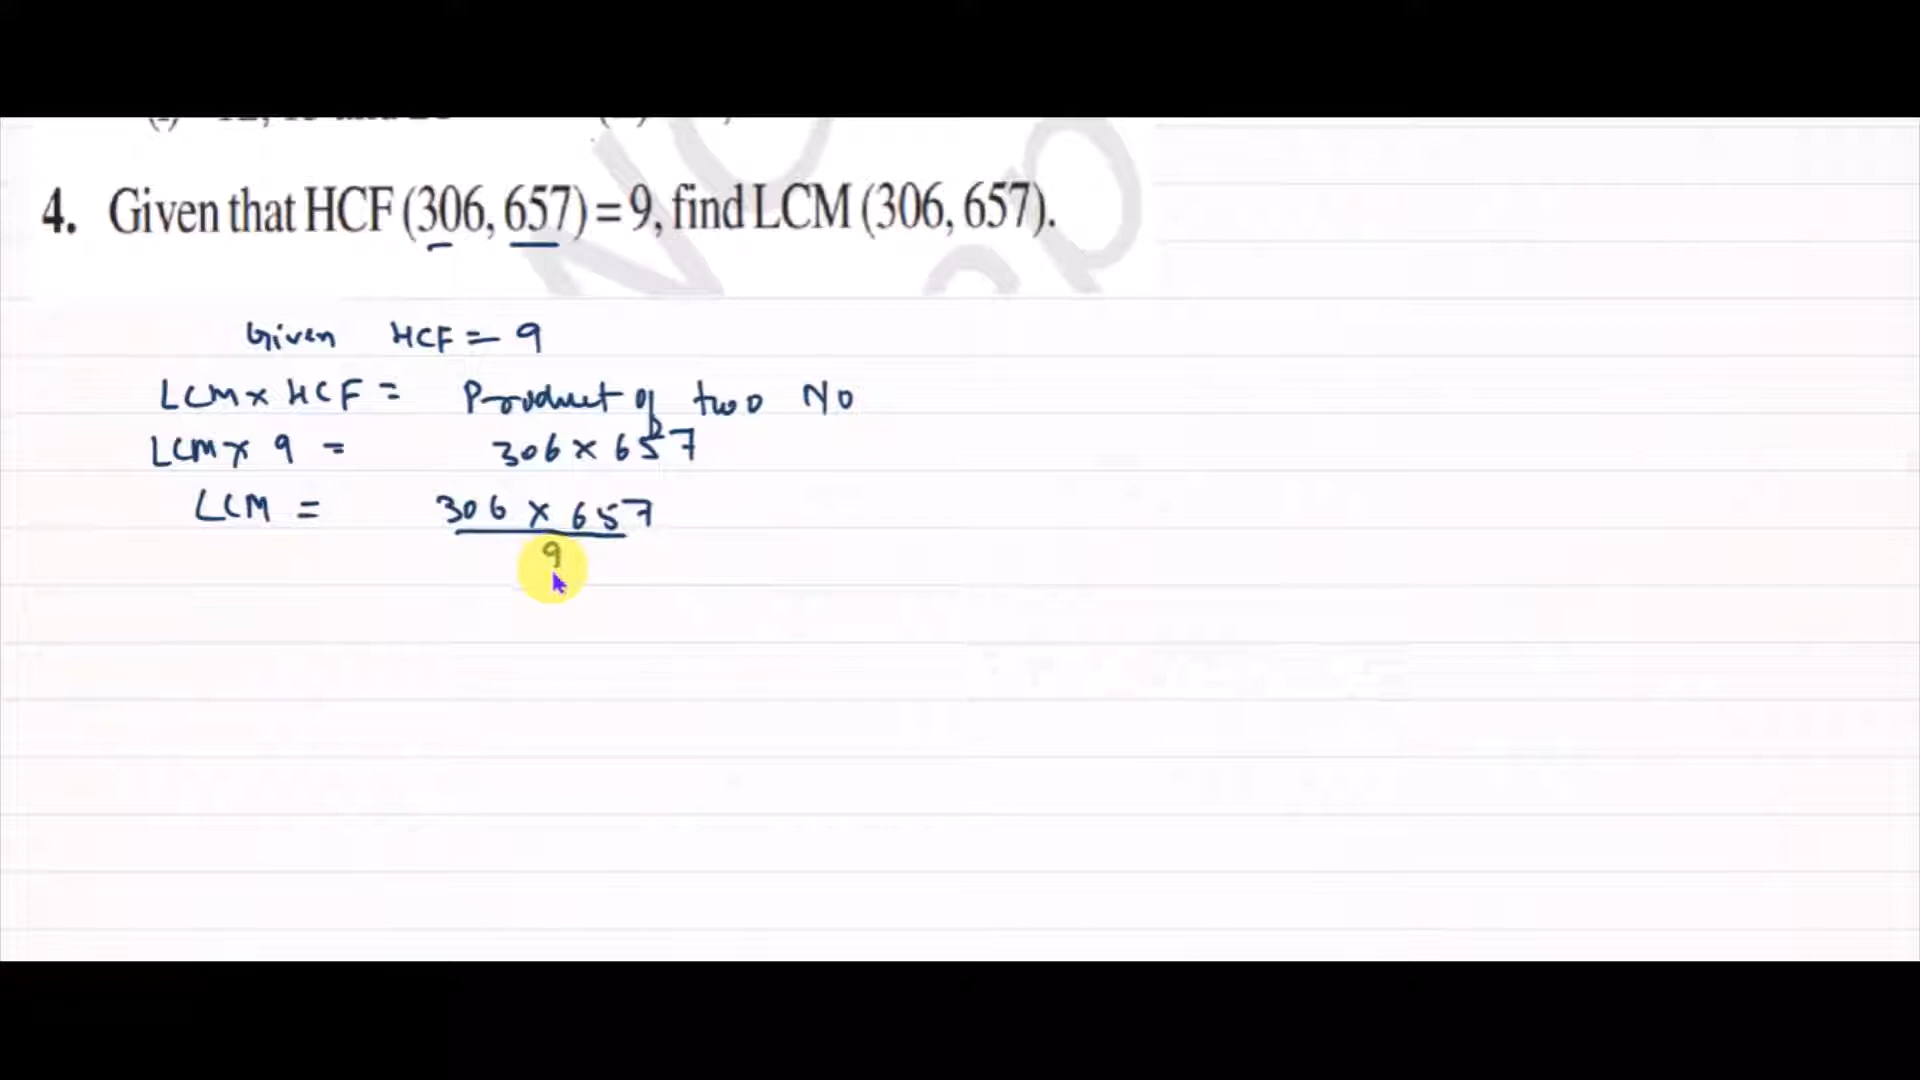 4. Given that HCF (306, 657) = 9, find LCM (306, 657).
Given HCF = 9
LCM x HCF = Product of two No
LCM x 9 = 306 x 657
LCM = 306 x 657
9